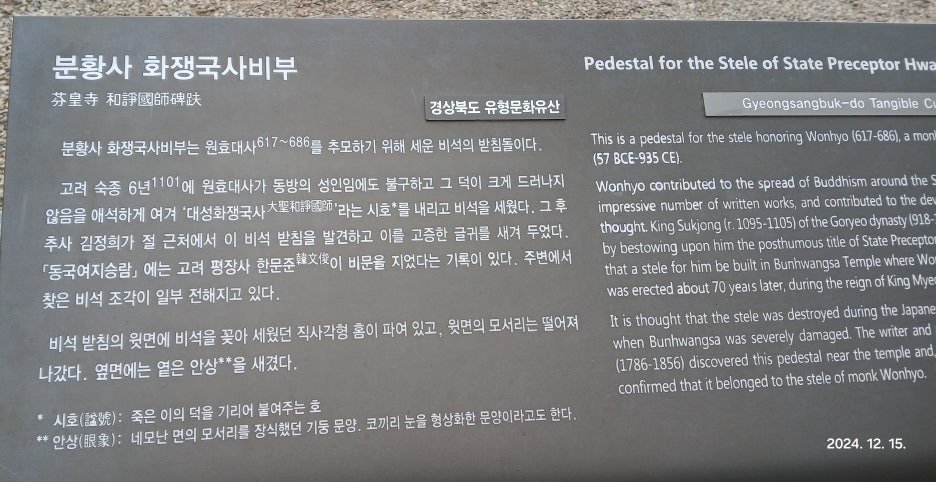 분황사 화쟁국사비부
芬皇寺 和諍國師碑趺
경상북도 유형문화유산
분황사 화쟁국사비부는 원효대사617~686를 추모하기 위해 세운 비석의 받침돌이다.
고려 숙종 6년1101에 원효대사가 동방의 성인임에도 불구하고 그 덕이 크게 드러나지
않음을 애석하게 여겨 ‘대성화쟁국사大聖和諍國師’라는 시호*를 내리고 비석을 세웠다. 그 후
추사 김정희가 절 근처에서 이 비석 받침을 발견하고 이를 고증한 글귀를 새겨 두었다.
「동국여지승람」에는 고려 평장사 한문준韓文俊이 비문을 지었다는 기록이 있다. 주변에서
찾은 비석 조각이 일부 전해지고 있다.
비석 받침의 윗면에 비석을 꽂아 세웠던 직사각형 홈이 파여 있고, 윗면의 모서리는 떨어져
나갔다. 옆면에는 옅은 안상**을 새겼다.
* 시호(諡號): 죽은 이의 덕을 기리어 붙여주는 호
** 안상(眼象): 네모난 면의 모서리를 장식했던 기둥 문양. 코끼리 눈을 형상화한 문양이라고도 한다.
Pedestal for the Stele of State Preceptor Hwa
Gyeongsangbuk-do Tangible Cu
This is a pedestal for the stele honoring Wonhyo (617-686), a mon
(57 BCE-935 CE).
Wonhyo contributed to the spread of Buddhism around the S
impressive number of written works, and contributed to the dev
thought. King Sukjong (r. 1095-1105) of the Goryeo dynasty (918-1
by bestowing upon him the posthumous title of State Preceptor
that a stele for him be built in Bunhwangsa Temple where Wo
was erected about 70 years later, during the reign of King Myeo
It is thought that the stele was destroyed during the Japane
when Bunhwangsa was severely damaged. The writer and
(1786-1856) discovered this pedestal near the temple and,
confirmed that it belonged to the stele of monk Wonhyo.
2024. 12. 15.